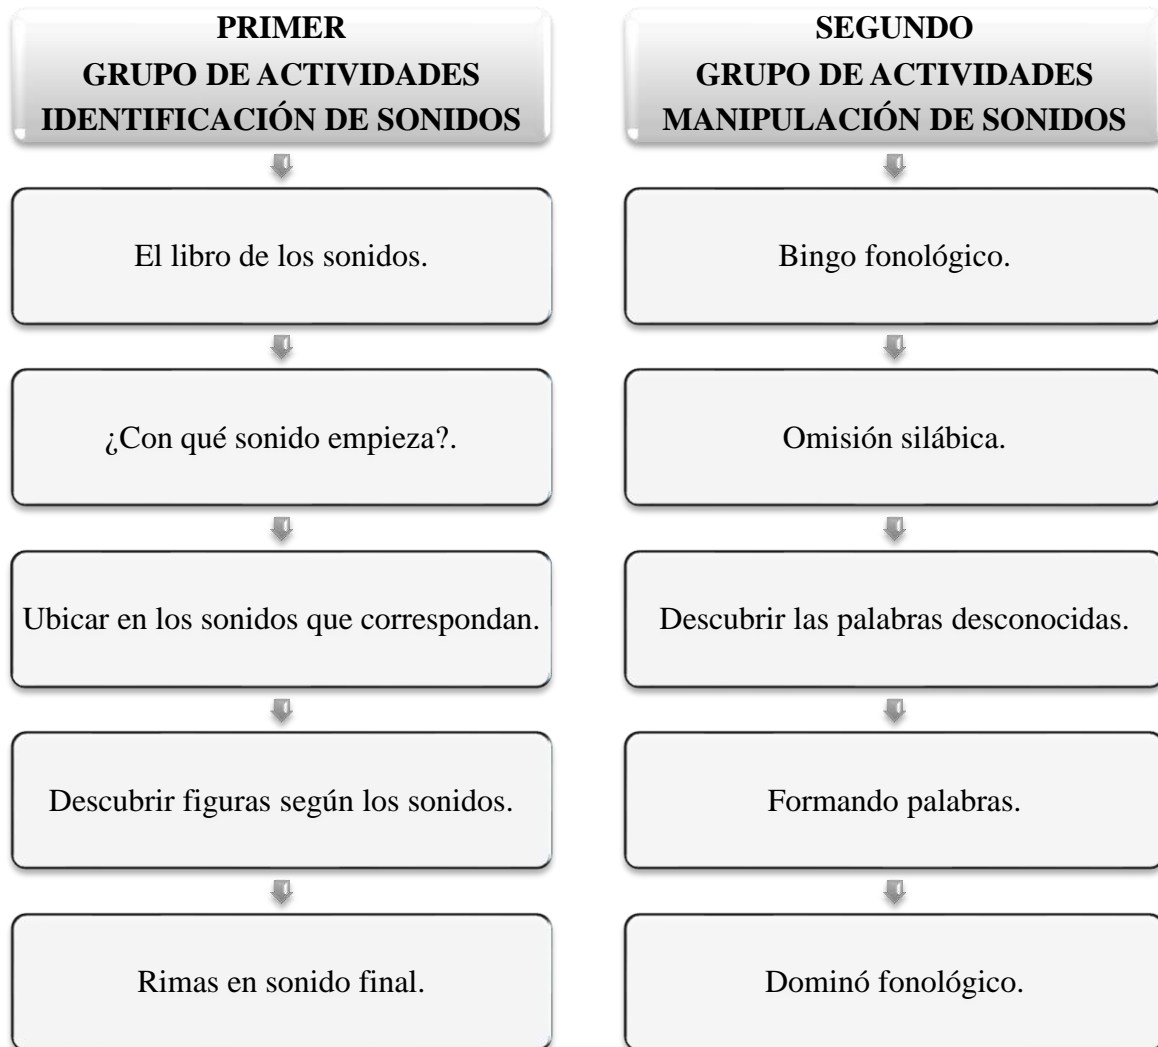 PRIMER
GRUPO DE ACTIVIDADES
IDENTIFICACIÓN DE SONIDOS
El libro de los sonidos.
¿Con qué sonido empieza?.
Ubicar en los sonidos que correspondan.
Descubrir figuras según los sonidos.
Rimas en sonido final.
SEGUNDO
GRUPO DE ACTIVIDADES
MANIPULACIÓN DE SONIDOS
Bingo fonológico.
Omisión silábica.
Descubrir las palabras desconocidas.
Formando palabras.
Dominó fonológico.